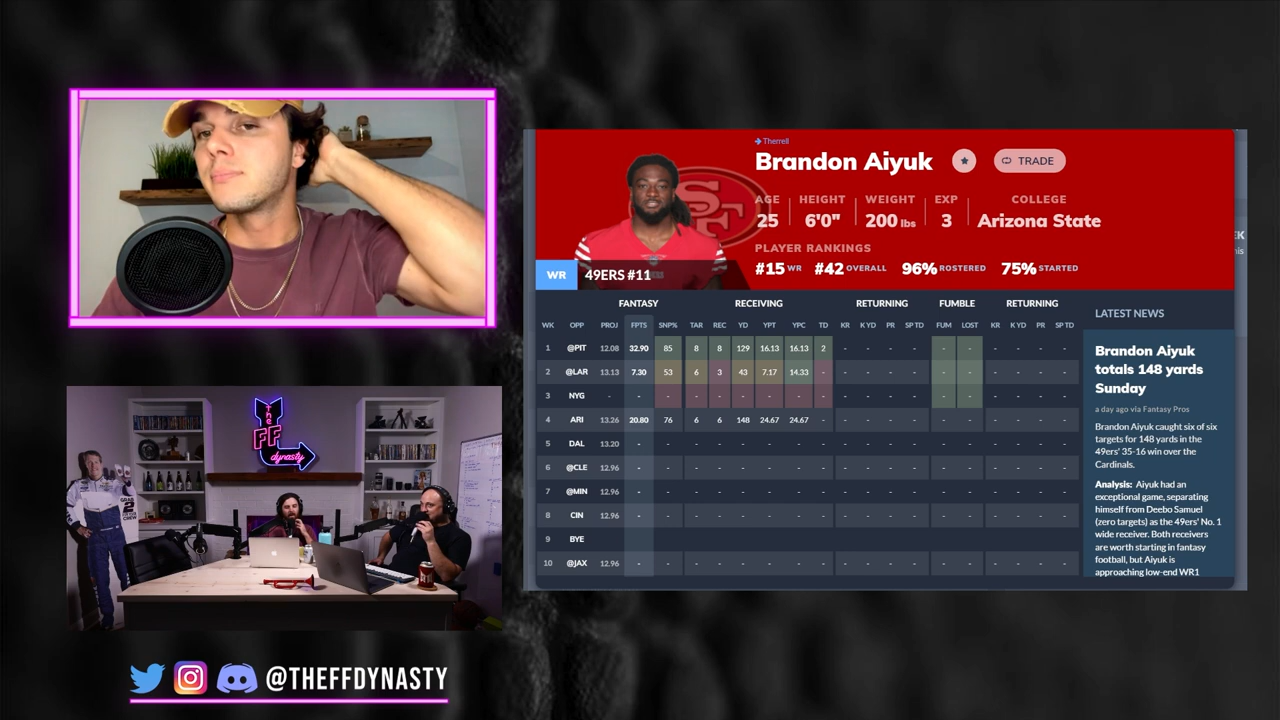 Therrell
Brandon Aiyuk
TRADE
AGE HEIGHT WEIGHT EXP COLLEGE
25 6'0" 200 lbs 3 Arizona State
PLAYER RANKINGS
#15 WR #42 OVERALL 96% ROSTERED 75% STARTED
SF
WR 49ERS #11
EK
his
FANTASY RECEIVING RETURNING FUMBLE RETURNING
WK OPP PROJ FPTS SNP% TAR REC YD YPT YPC TD KR K YD PR SP TD FUM LOST KR K YD PR SP TD
1 @PIT 12.08 32.90 85 8 8 129 16.13 16.13 2 - - - - - - - - - -
2 @LAR 13.13 7.30 53 6 3 43 7.17 14.33 - - - - - - - - - - -
3 NYG - - - - - - - - - - - - - - - - - - -
4 ARI 13.26 20.80 76 6 6 148 24.67 24.67 - - - - - - - - - - -
5 DAL 13.20 - - - - - - - - - - - - - - - - - -
6 @CLE 12.96 - - - - - - - - - - - - - - - - - -
7 @MIN 12.96 - - - - - - - - - - - - - - - - - -
8 CIN 12.96 - - - - - - - - - - - - - - - - - -
9 BYE - - - - - - - - - - - - - - - - - -
10 @JAX 12.96 - - - - - - - - - - - - - - - - - -
LATEST NEWS
Brandon Aiyuk
totals 148 yards
Sunday
a day ago via Fantasy Pros
Brandon Aiyuk caught six of six
targets for 148 yards in the
49ers' 35-16 win over the
Cardinals.
Analysis: Aiyuk had an
exceptional game, separating
himself from Deebo Samuel
(zero targets) as the 49ers' No. 1
wide receiver. Both receivers
are worth starting in fantasy
football, but Aiyuk is
approaching low-end WR1
The
FF
dynasty
@THEFFDYNASTY